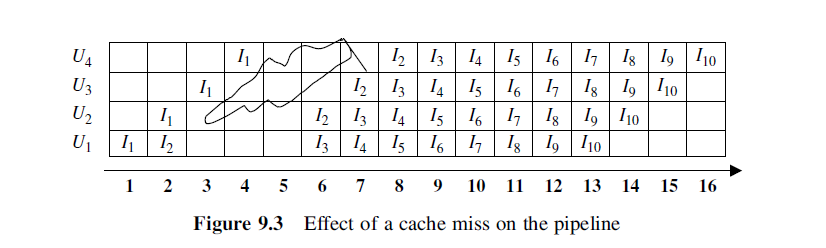 U4 I1 I2 I3 I4 I5 I6 I7 I8 I9 I10
U3 I1 I2 I3 I4 I5 I6 I7 I8 I9 I10
U2 I1 I2 I3 I4 I5 I6 I7 I8 I9 I10
U1 I1 I2 I3 I4 I5 I6 I7 I8 I9 I10
1 2 3 4 5 6 7 8 9 10 11 12 13 14 15 16
Figure 9.3 Effect of a cache miss on the pipeline